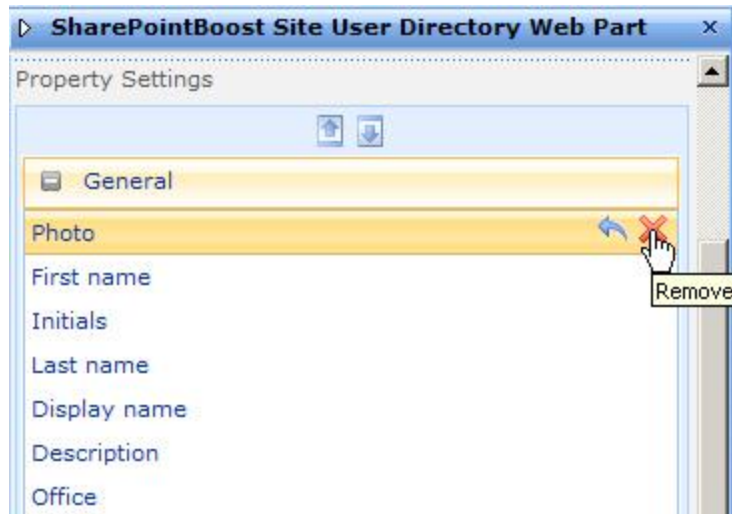 SharePointBoost Site User Directory Web Part
Property Settings
General
Photo
Remove
First name
Initials
Last name
Display name
Description
Office